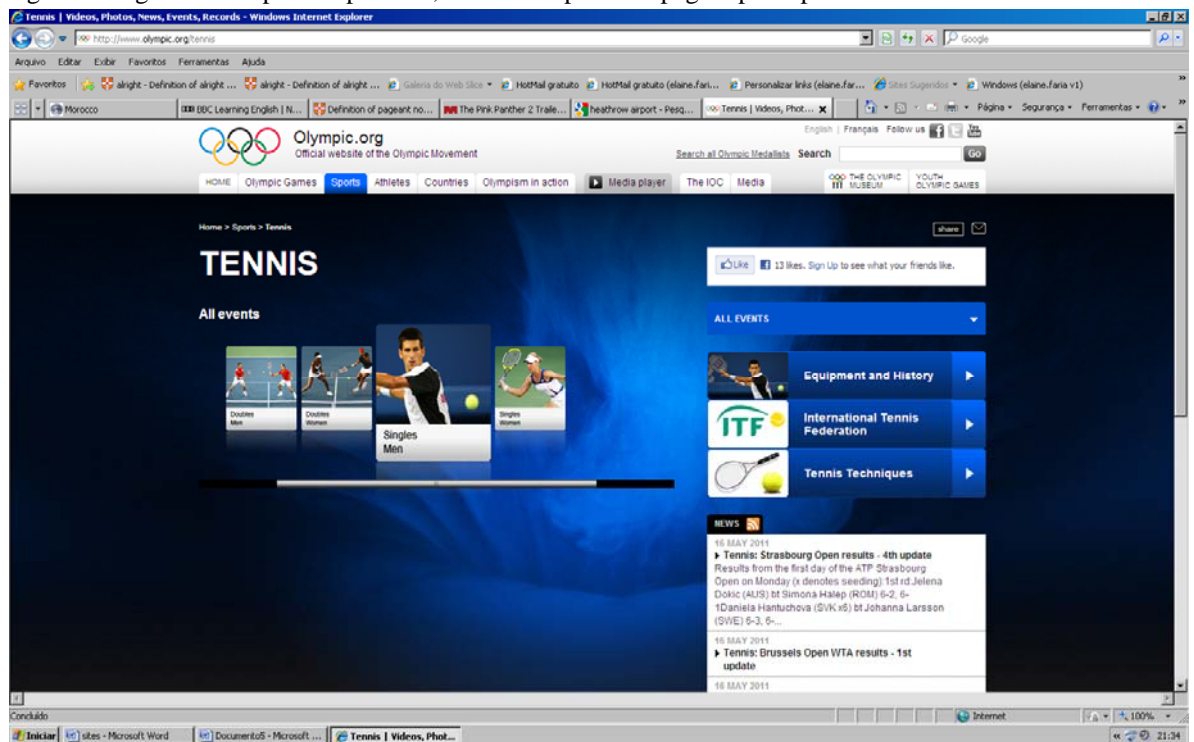 Tennis | Videos, Photos, News, Events, Records - Windows Internet Explorer
http://www.olympic.org/tennis
Google
Arquivo Editar Exibir Favoritos Ferramentas Ajuda
Favoritos alright - Definition of alright ... alright - Definition of alright ... Galeria do Web Slice HotMail gratuito HotMail gratuito (elaine.fari... Personalizar links (elaine.far... Sites Sugeridos Windows (elaine.faria v1)
Morocco BBC Learning English | N... Definition of pageant no... The Pink Panther 2 Traile... heathrow airport - Pesq... Tennis | Videos, Phot... X Página Segurança Ferramentas
English | Français Follow us You Tube
Olympic.org
Official website of the Olympic Movement
Search all Olympic Medallists Search Go
HOME Olympic Games Sports Athletes Countries Olympism in action Media player The IOC Media THE OLYMPIC MUSEUM YOUTH OLYMPIC GAMES
Home > Sports > Tennis
share
TENNIS
Like 13 likes. Sign Up to see what your friends like.
All events
ALL EVENTS
Doubles
Men
Doubles
Women
Singles
Men
Singles
Women
Equipment and History
ITF International Tennis
Federation
Tennis Techniques
NEWS
16 MAY 2011
Tennis: Strasbourg Open results - 4th update
Results from the first day of the ATP Strasbourg
Open on Monday (x denotes seeding):1st rd:Jelena
Dokic (AUS) bt Simona Halep (ROM) 6-2, 6-
1Daniela Hantuchova (SVK x6) bt Johanna Larsson
(SWE) 6-3, 6-...
16 MAY 2011
Tennis: Brussels Open WTA results - 1st
update
16 MAY 2011
Concluído Internet 100%
Iniciar sites - Microsoft Word Documento5 - Microsoft ... Tennis | Videos, Phot... 21:34